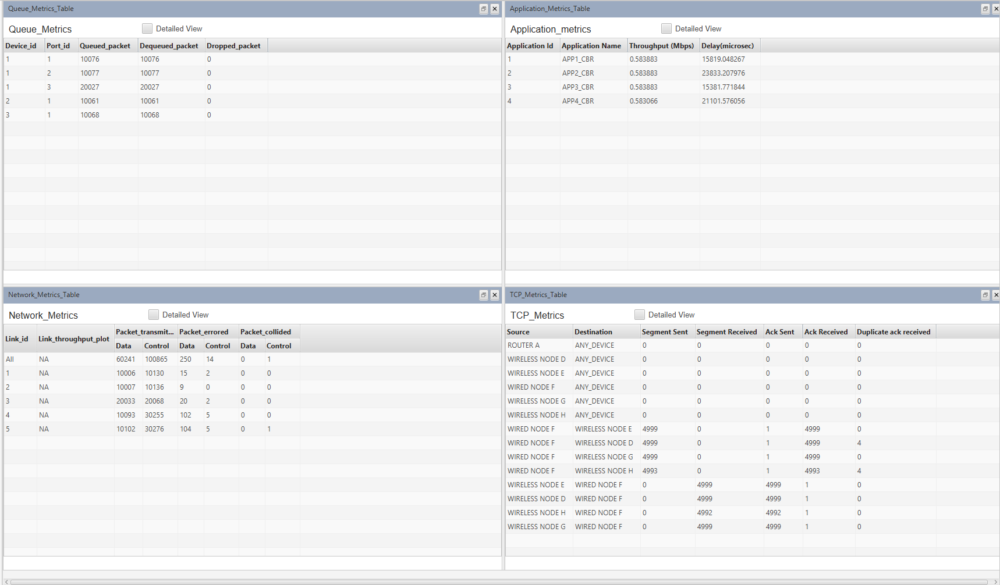 Queue_Metrics_Table
Queue_Metrics Detailed View
Device_id Port_id Queued_packet Dequeued_packet Dropped_packet
1 1 10076 10076 0
1 2 10077 10077 0
1 3 20027 20027 0
2 1 10061 10061 0
3 1 10068 10068 0
Application_Metrics_Table
Application_metrics Detailed View
Application Id Application Name Throughput (Mbps) Delay(microsec)
1 APP1_CBR 0.583883 15819.048267
2 APP2_CBR 0.583883 23833.207976
3 APP3_CBR 0.583883 15381.771844
4 APP4_CBR 0.583066 21101.576056
Network_Metrics_Table
Network_Metrics Detailed View
Link_id Link_throughput_plot Packet_transmit... Packet_errored Packet_collided
Data Control Data Control Data Control
All NA 60241 100865 250 14 0 1
1 NA 10006 10130 15 2 0 0
2 NA 10007 10136 9 0 0 0
3 NA 20033 20068 20 2 0 0
4 NA 10093 30255 102 5 0 0
5 NA 10102 30276 104 5 0 1
TCP_Metrics_Table
TCP_Metrics Detailed View
Source Destination Segment Sent Segment Received Ack Sent Ack Received Duplicate ack received
ROUTER A ANY_DEVICE 0 0 0 0 0
WIRELESS NODE D ANY_DEVICE 0 0 0 0 0
WIRELESS NODE E ANY_DEVICE 0 0 0 0 0
WIRED NODE F ANY_DEVICE 0 0 0 0 0
WIRELESS NODE G ANY_DEVICE 0 0 0 0 0
WIRELESS NODE H ANY_DEVICE 0 0 0 0 0
WIRED NODE F WIRELESS NODE E 4999 0 1 4999 0
WIRED NODE F WIRELESS NODE D 4999 0 1 4999 4
WIRED NODE F WIRELESS NODE G 4999 0 1 4999 0
WIRED NODE F WIRELESS NODE H 4993 0 1 4993 4
WIRELESS NODE E WIRED NODE F 0 4999 4999 1 0
WIRELESS NODE D WIRED NODE F 0 4999 4999 1 0
WIRELESS NODE H WIRED NODE F 0 4992 4992 1 0
WIRELESS NODE G WIRED NODE F 0 4999 4999 1 0